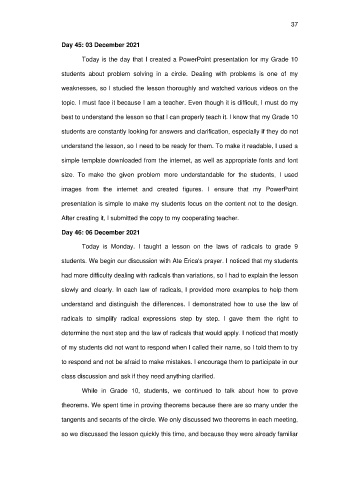 37
Day 45: 03 December 2021
Today is the day that I created a PowerPoint presentation for my Grade 10
students about problem solving in a circle. Dealing with problems is one of my
weaknesses, so I studied the lesson thoroughly and watched various videos on the
topic. I must face it because I am a teacher. Even though it is difficult, I must do my
best to understand the lesson so that I can properly teach it. I know that my Grade 10
students are constantly looking for answers and clarification, especially if they do not
understand the lesson, so I need to be ready for them. To make it readable, I used a
simple template downloaded from the internet, as well as appropriate fonts and font
size. To make the given problem more understandable for the students, I used
images from the internet and created figures. I ensure that my PowerPoint
presentation is simple to make my students focus on the content not to the design.
After creating it, I submitted the copy to my cooperating teacher.
Day 46: 06 December 2021
Today is Monday. I taught a lesson on the laws of radicals to grade 9
students. We begin our discussion with Ate Erica's prayer. I noticed that my students
had more difficulty dealing with radicals than variations, so I had to explain the lesson
slowly and clearly. In each law of radicals, I provided more examples to help them
understand and distinguish the differences. I demonstrated how to use the law of
radicals to simplify radical expressions step by step. I gave them the right to
determine the next step and the law of radicals that would apply. I noticed that mostly
of my students did not want to respond when I called their name, so I told them to try
to respond and not be afraid to make mistakes. I encourage them to participate in our
class discussion and ask if they need anything clarified.
While in Grade 10, students, we continued to talk about how to prove
theorems. We spent time in proving theorems because there are so many under the
tangents and secants of the circle. We only discussed two theorems in each meeting,
so we discussed the lesson quickly this time, and because they were already familiar